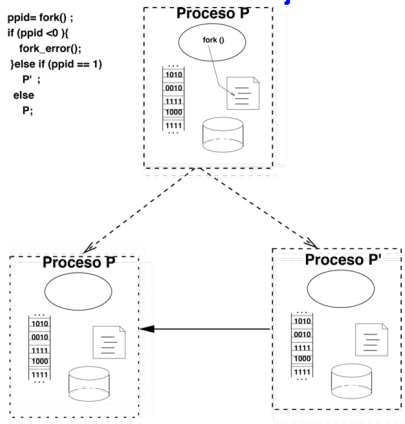 ppid= fork() ;
if (ppid <0 ){
fork_error();
}else if (ppid == 1)
P' ;
else
P;
Proceso P
fork ()
...
1010
0010
1111
1000
1111
...
Proceso P
...
1010
0010
1111
1000
1111
...
Proceso P'
...
1010
0010
1111
1000
1111
...